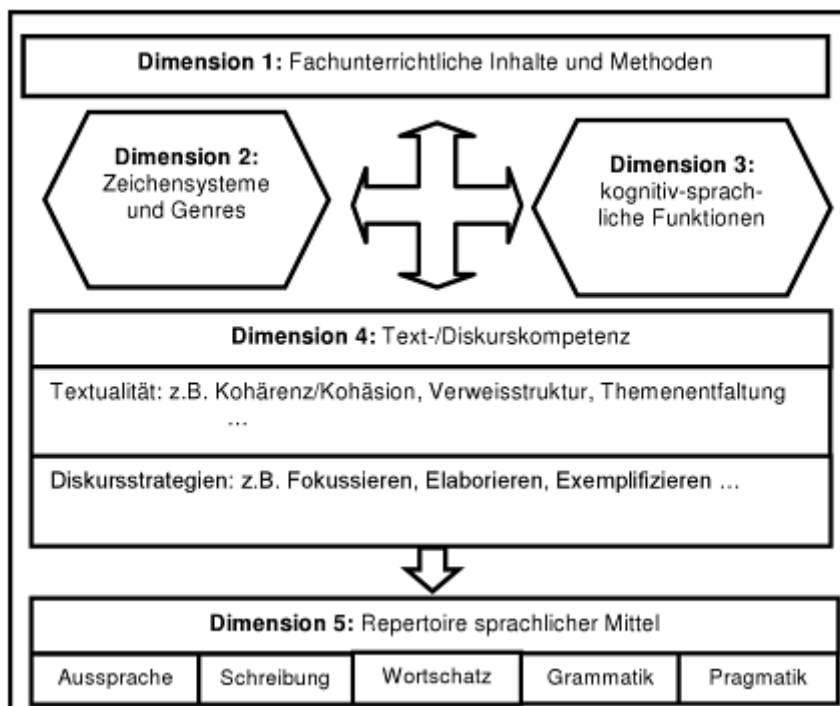 Dimension 1: Fachunterrichtliche Inhalte und Methoden
Dimension 2:
Zeichensysteme
und Genres
Dimension 3:
kognitiv-sprach-
liche Funktionen
Dimension 4: Text-/Diskurskompetenz
Textualität: z.B. Kohärenz/Kohäsion, Verweisstruktur, Themenentfaltung
…
Diskursstrategien: z.B. Fokussieren, Elaborieren, Exemplifizieren …
Dimension 5: Repertoire sprachlicher Mittel
Aussprache Schreibung Wortschatz Grammatik Pragmatik